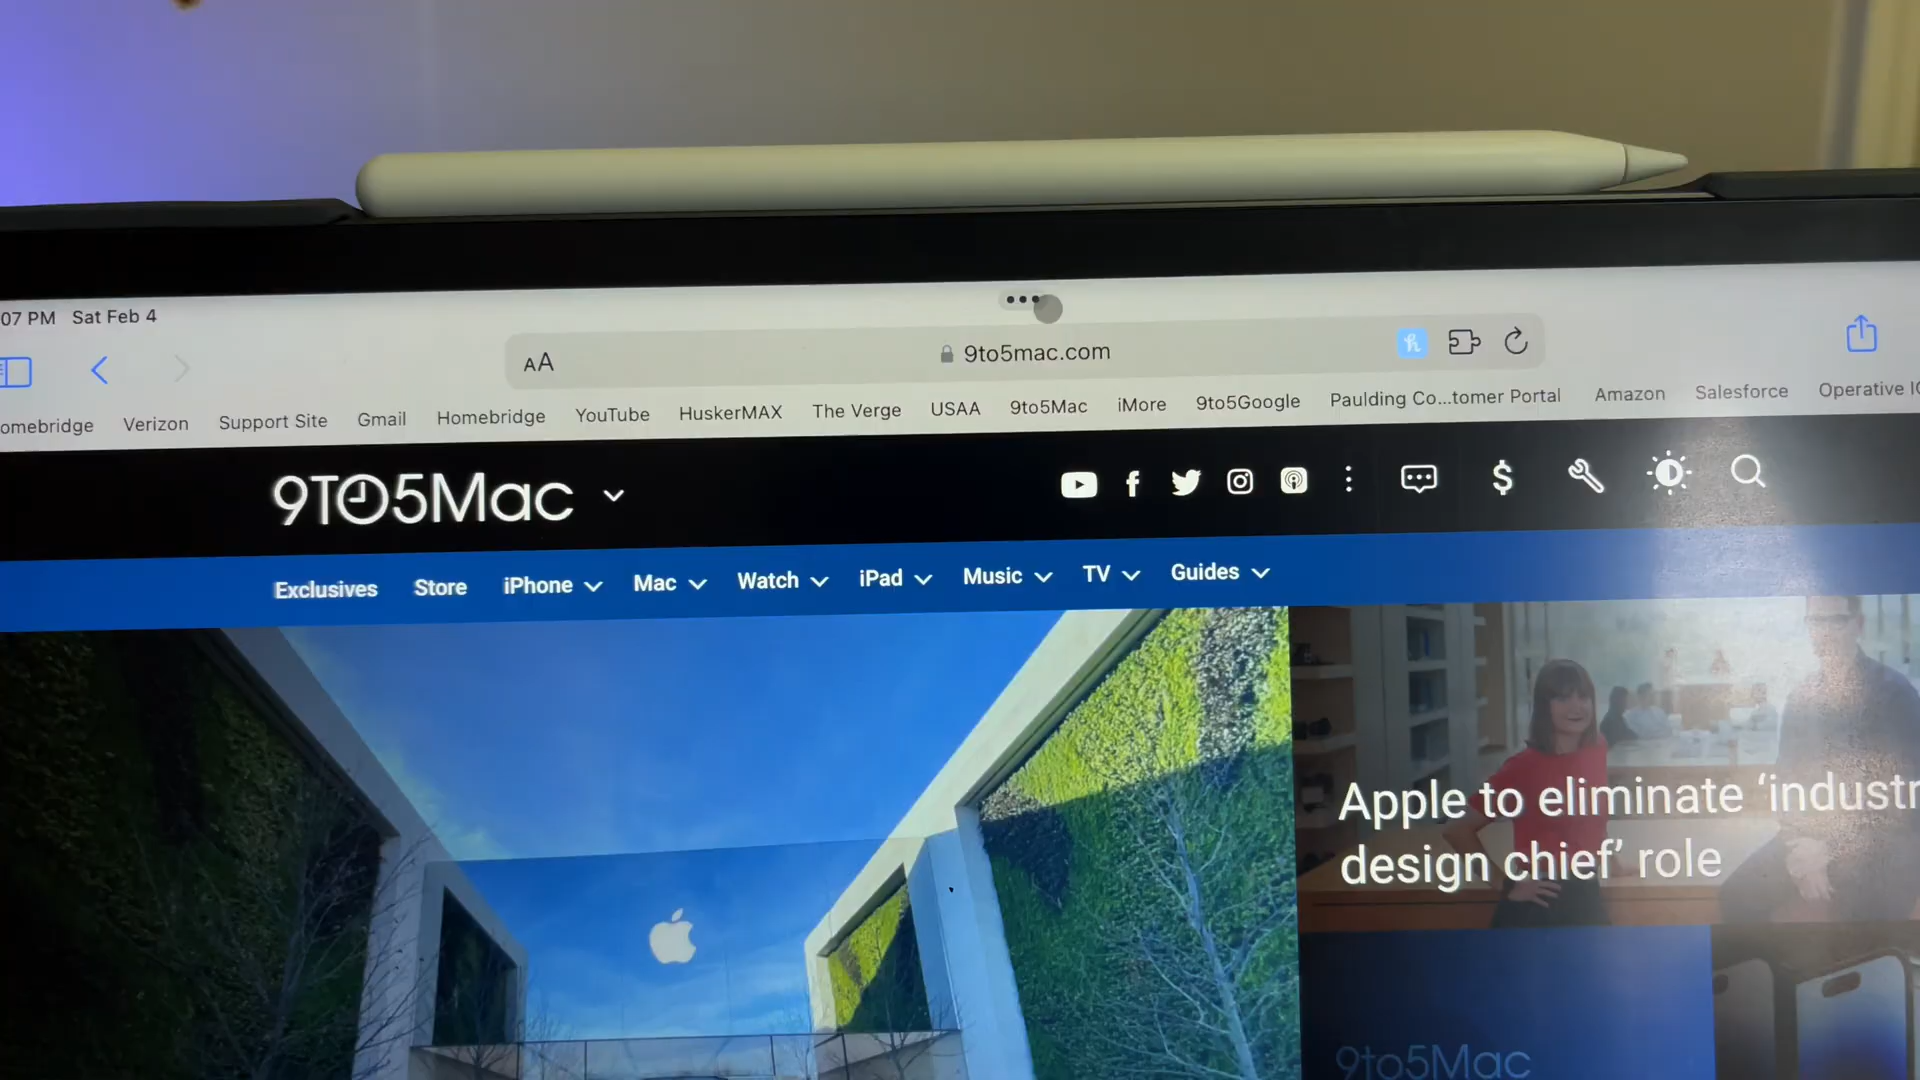 07 PM Sat Feb 4
AA 9to5mac.com
omebridge Verizon Support Site Gmail Homebridge YouTube HuskerMAX The Verge USAA 9to5Mac iMore 9to5Google Paulding Co...tomer Portal Amazon Salesforce Operative IO
9TO5Mac
Exclusives Store iPhone Mac Watch iPad Music TV Guides
Apple to eliminate ‘industr
design chief’ role
9to5Mac